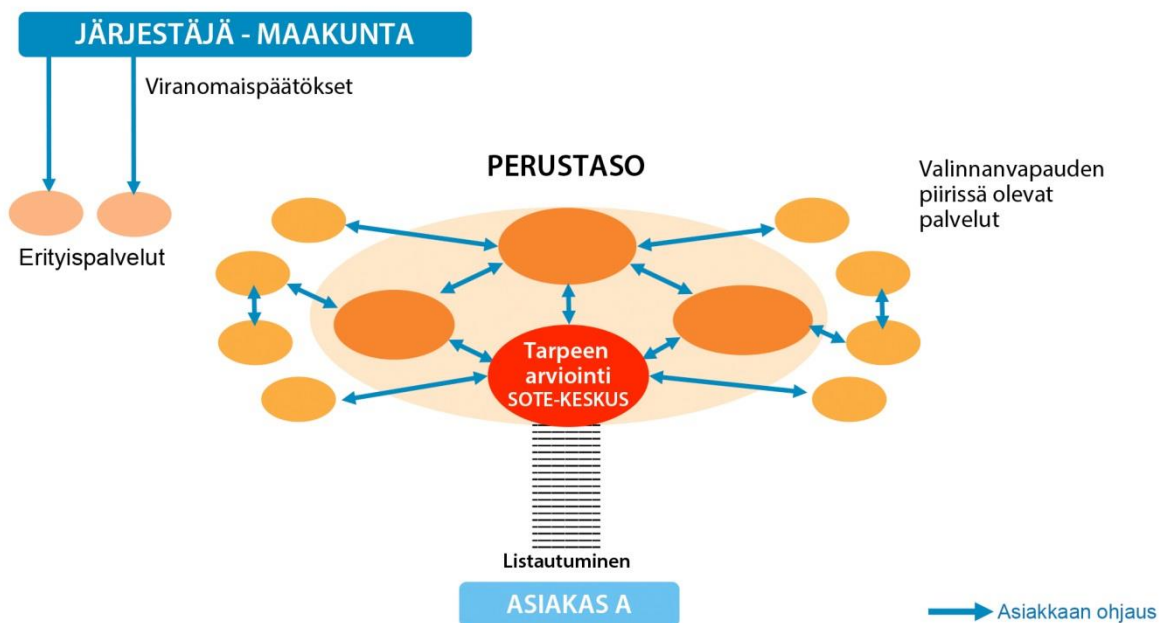 JÄRJESTÄJÄ - MAAKUNTA
Viranomaispäätökset
Erityispalvelut
PERUSTASO
Valinnanvapauden
piirissä olevat
palvelut
Tarpeen
arviointi
SOTE-KESKUS
Listautuminen
ASIAKAS A
Asiakkaan ohjaus